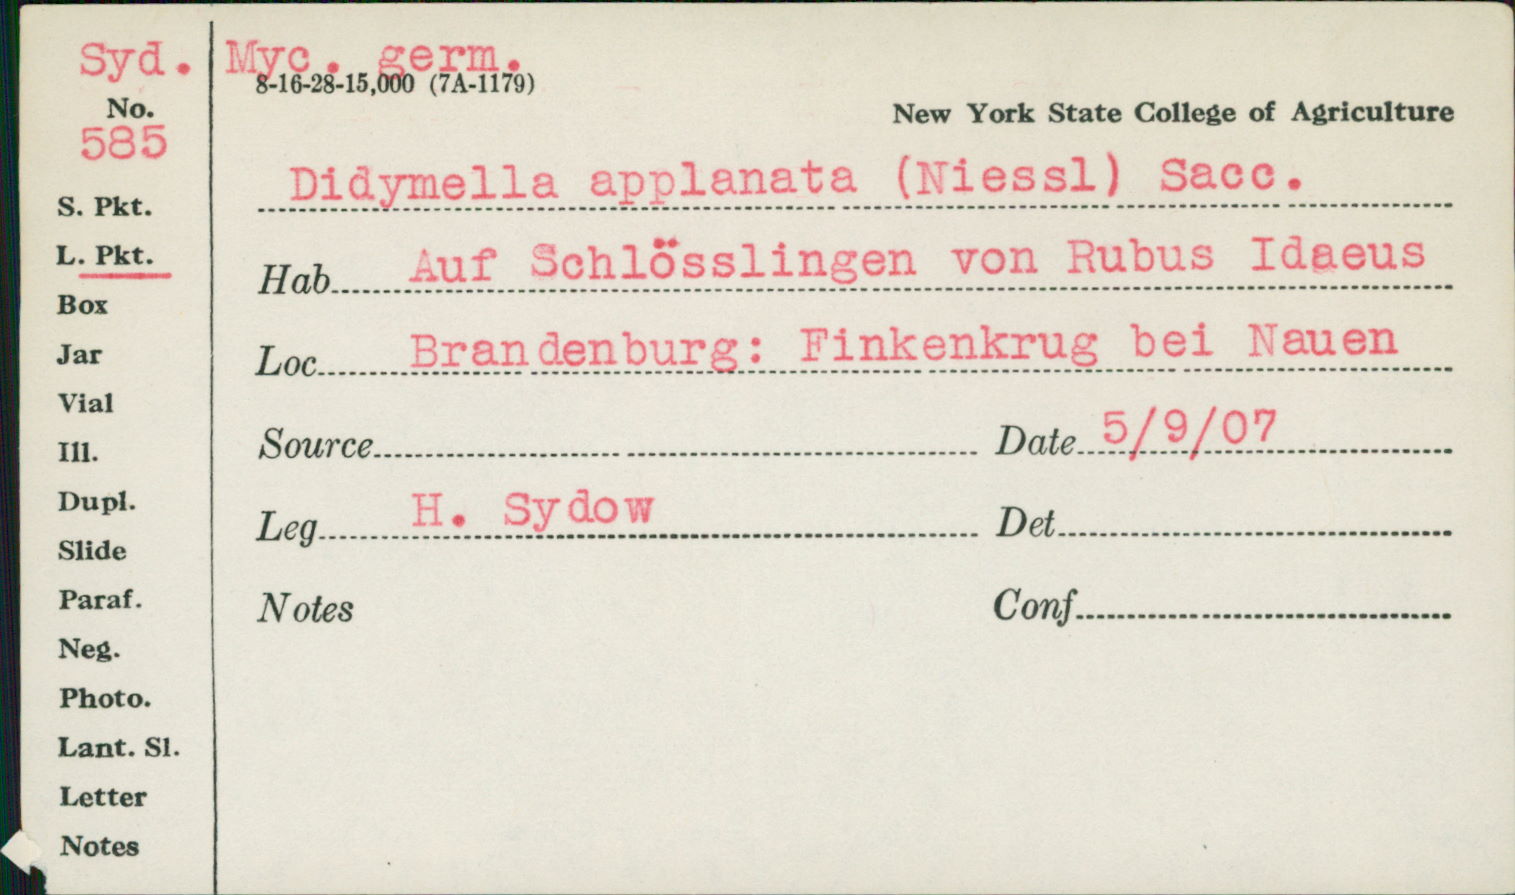 Syd. Myc. germ.
8-16-28-15,000 (7A-1179)
No.
585
New York State College of Agriculture
Didymella applanata (Niessl) Sacc.
S. Pkt.
L. Pkt.
Hab. Auf Schlösslingen von Rubus Idaeus
Box
Jar
Loc. Brandenburg: Finkenkrug bei Nauen
Vial
Ill.
Source Date 5/9/07
Dupl.
Leg. H. Sydow Det.
Slide
Paraf.
Notes Conf.
Neg.
Photo.
Lant. Sl.
Letter
Notes